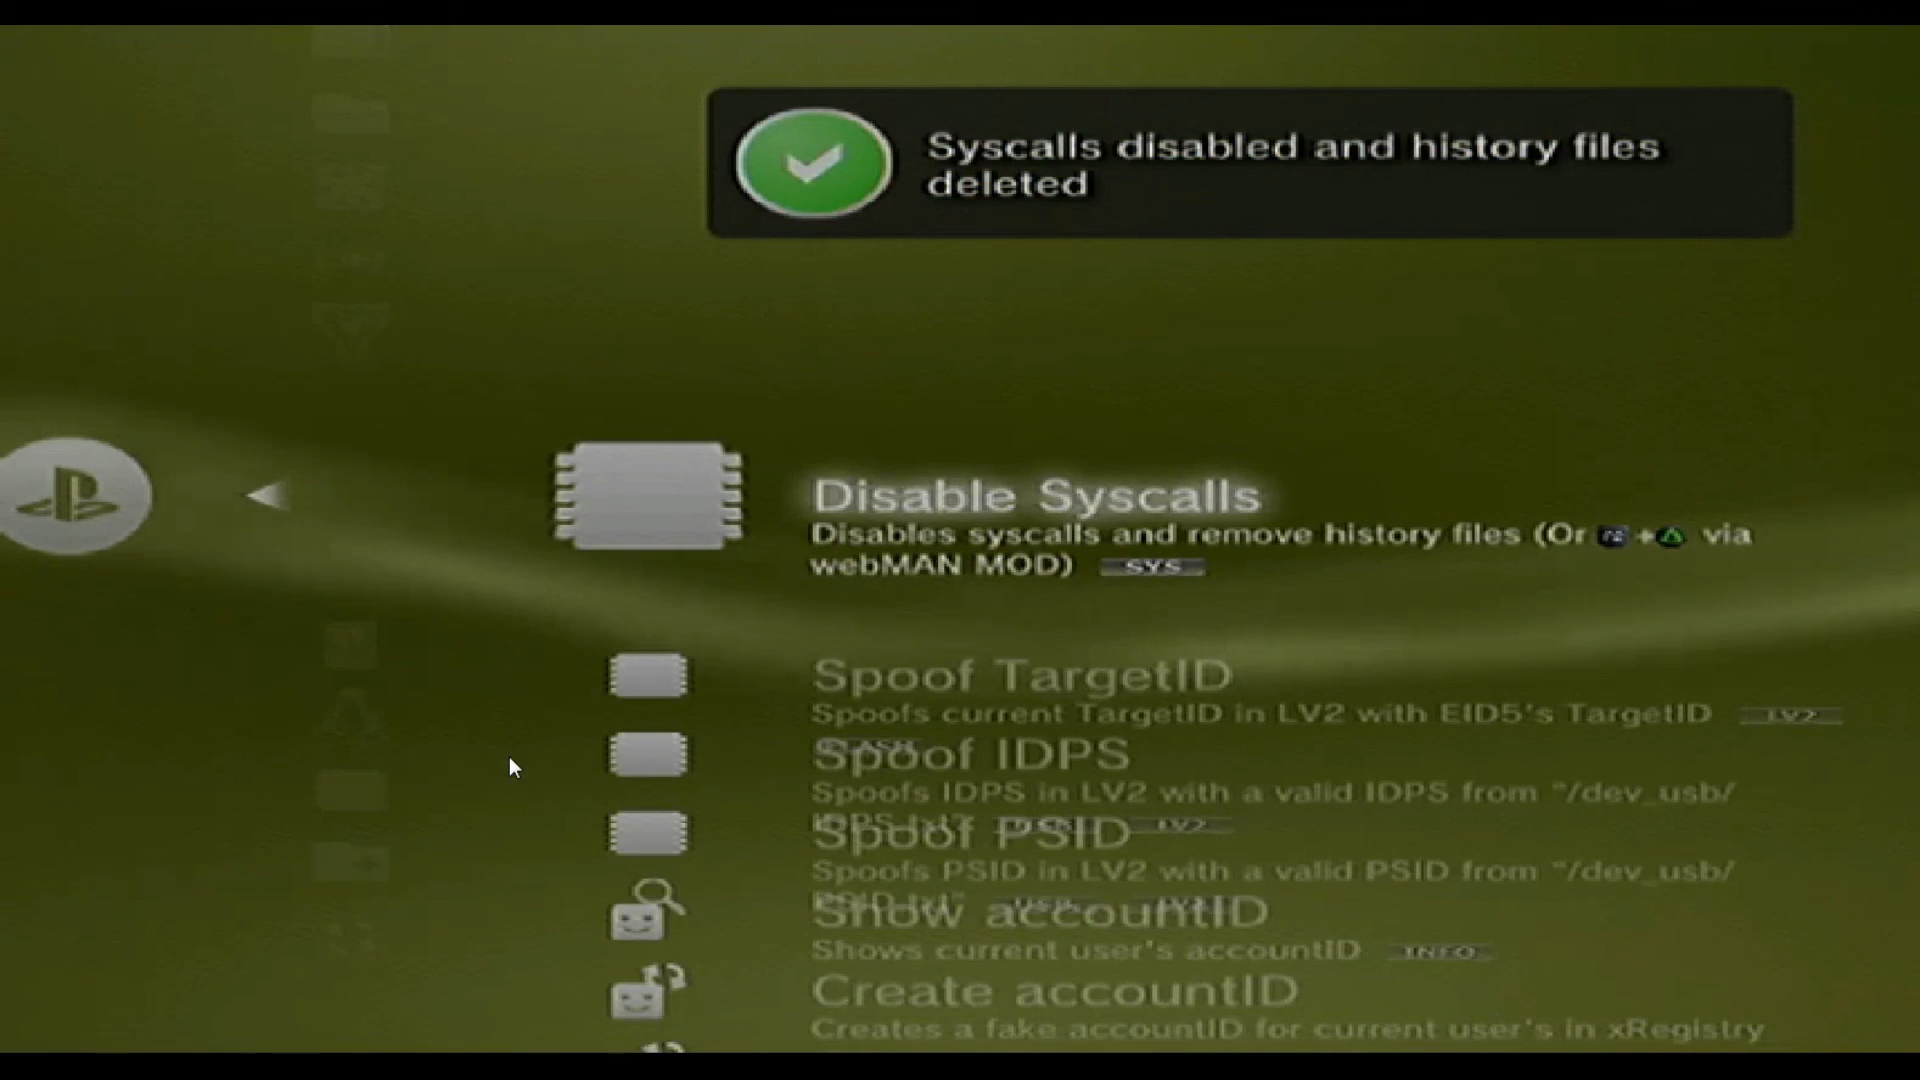 Syscalls disabled and history files
deleted
Disable Syscalls
Disables syscalls and remove history files (Or R2+ via
webMAN MOD) SYS
Spoof TargetID
Spoofs current TargetID in LV2 with EID5's TargetID LV2
Spoof IDPS
Spoofs IDPS in LV2 with a valid IDPS from "/dev_usb/
Spoof PSID
Spoofs PSID in LV2 with a valid PSID from "/dev_usb/
Show accountID
Shows current user's accountID INFO
Create accountID
Creates a fake accountID for current user's in xRegistry